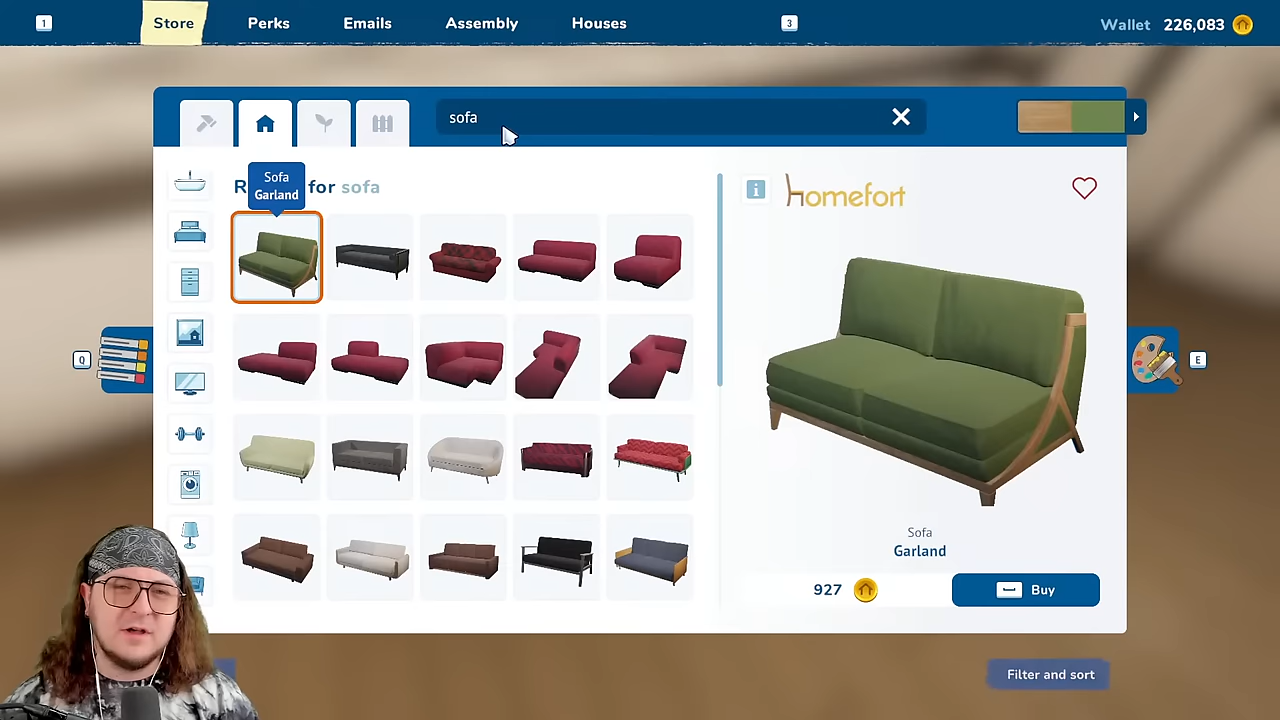 1
Store
Perks
Emails
Assembly
Houses
3
Wallet 226,083
sofa
Sofa
Garland
R for sofa
homefort
Q
E
Sofa
Garland
927
Buy
Filter and sort